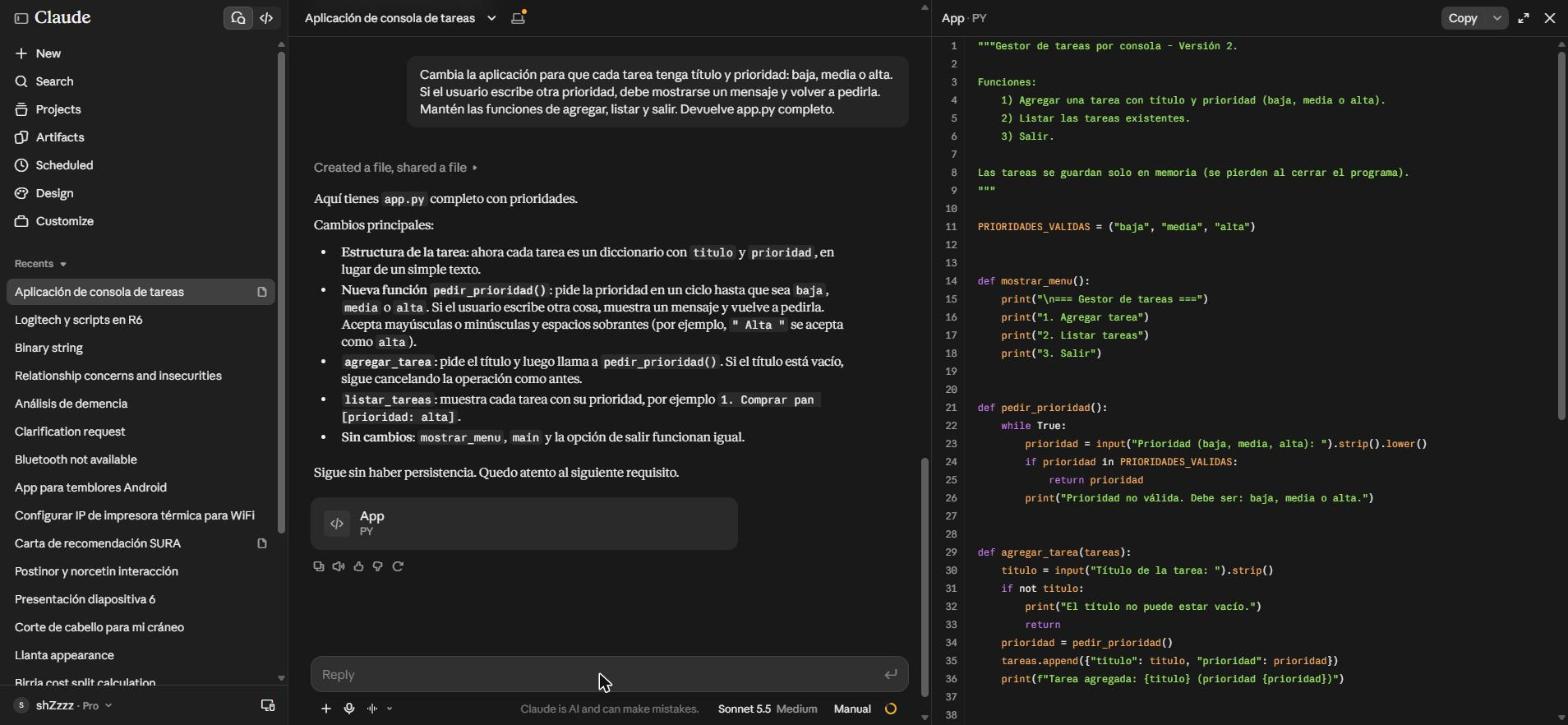 Claude
New
Search
Projects
Artifacts
Scheduled
Design
Customize
Recents
Aplicación de consola de tareas
Logitech y scripts en R6
Binary string
Relationship concerns and insecurities
Análisis de demencia
Clarification request
Bluetooth not available
App para temblores Android
Configurar IP de impresora térmica para WiFi
Carta de recomendación SURA
Postinor y norcetin interacción
Presentación diapositiva 6
Corte de cabello para mi cráneo
Llanta appearance
Birria cost split calculation
S shZzzz · Pro
Aplicación de consola de tareas
Cambia la aplicación para que cada tarea tenga título y prioridad: baja, media o alta.
Si el usuario escribe otra prioridad, debe mostrarse un mensaje y volver a pedirla.
Mantén las funciones de agregar, listar y salir. Devuelve app.py completo.
Created a file, shared a file
Aquí tienes app.py completo con prioridades.
Cambios principales:
• Estructura de la tarea: ahora cada tarea es un diccionario con titulo y prioridad, en
lugar de un simple texto.
• Nueva función pedir_prioridad(): pide la prioridad en un ciclo hasta que sea baja,
media o alta. Si el usuario escribe otra cosa, muestra un mensaje y vuelve a pedirla.
Acepta mayúsculas o minúsculas y espacios sobrantes (por ejemplo, " Alta " se acepta
como alta).
• agregar_tarea: pide el título y luego llama a pedir_prioridad(). Si el título está vacío,
sigue cancelando la operación como antes.
• listar_tareas: muestra cada tarea con su prioridad, por ejemplo 1. Comprar pan
[prioridad: alta].
• Sin cambios: mostrar_menu, main y la opción de salir funcionan igual.
Sigue sin haber persistencia. Quedo atento al siguiente requisito.
App
PY
Reply
Claude is AI and can make mistakes. Sonnet 5.5 Medium Manual
App · PY
Copy
1 """Gestor de tareas por consola - Versión 2.
2
3 Funciones:
4 1) Agregar una tarea con título y prioridad (baja, media o alta).
5 2) Listar las tareas existentes.
6 3) Salir.
7
8 Las tareas se guardan solo en memoria (se pierden al cerrar el programa).
9 """
10
11 PRIORIDADES_VALIDAS = ("baja", "media", "alta")
12
13
14 def mostrar_menu():
15 print("\n=== Gestor de tareas ===")
16 print("1. Agregar tarea")
17 print("2. Listar tareas")
18 print("3. Salir")
19
20
21 def pedir_prioridad():
22 while True:
23 prioridad = input("Prioridad (baja, media, alta): ").strip().lower()
24 if prioridad in PRIORIDADES_VALIDAS:
25 return prioridad
26 print("Prioridad no válida. Debe ser: baja, media o alta.")
27
28
29 def agregar_tarea(tareas):
30 titulo = input("Título de la tarea: ").strip()
31 if not titulo:
32 print("El título no puede estar vacío.")
33 return
34 prioridad = pedir_prioridad()
35 tareas.append({"titulo": titulo, "prioridad": prioridad})
36 print(f"Tarea agregada: {titulo} (prioridad {prioridad})")
37
38